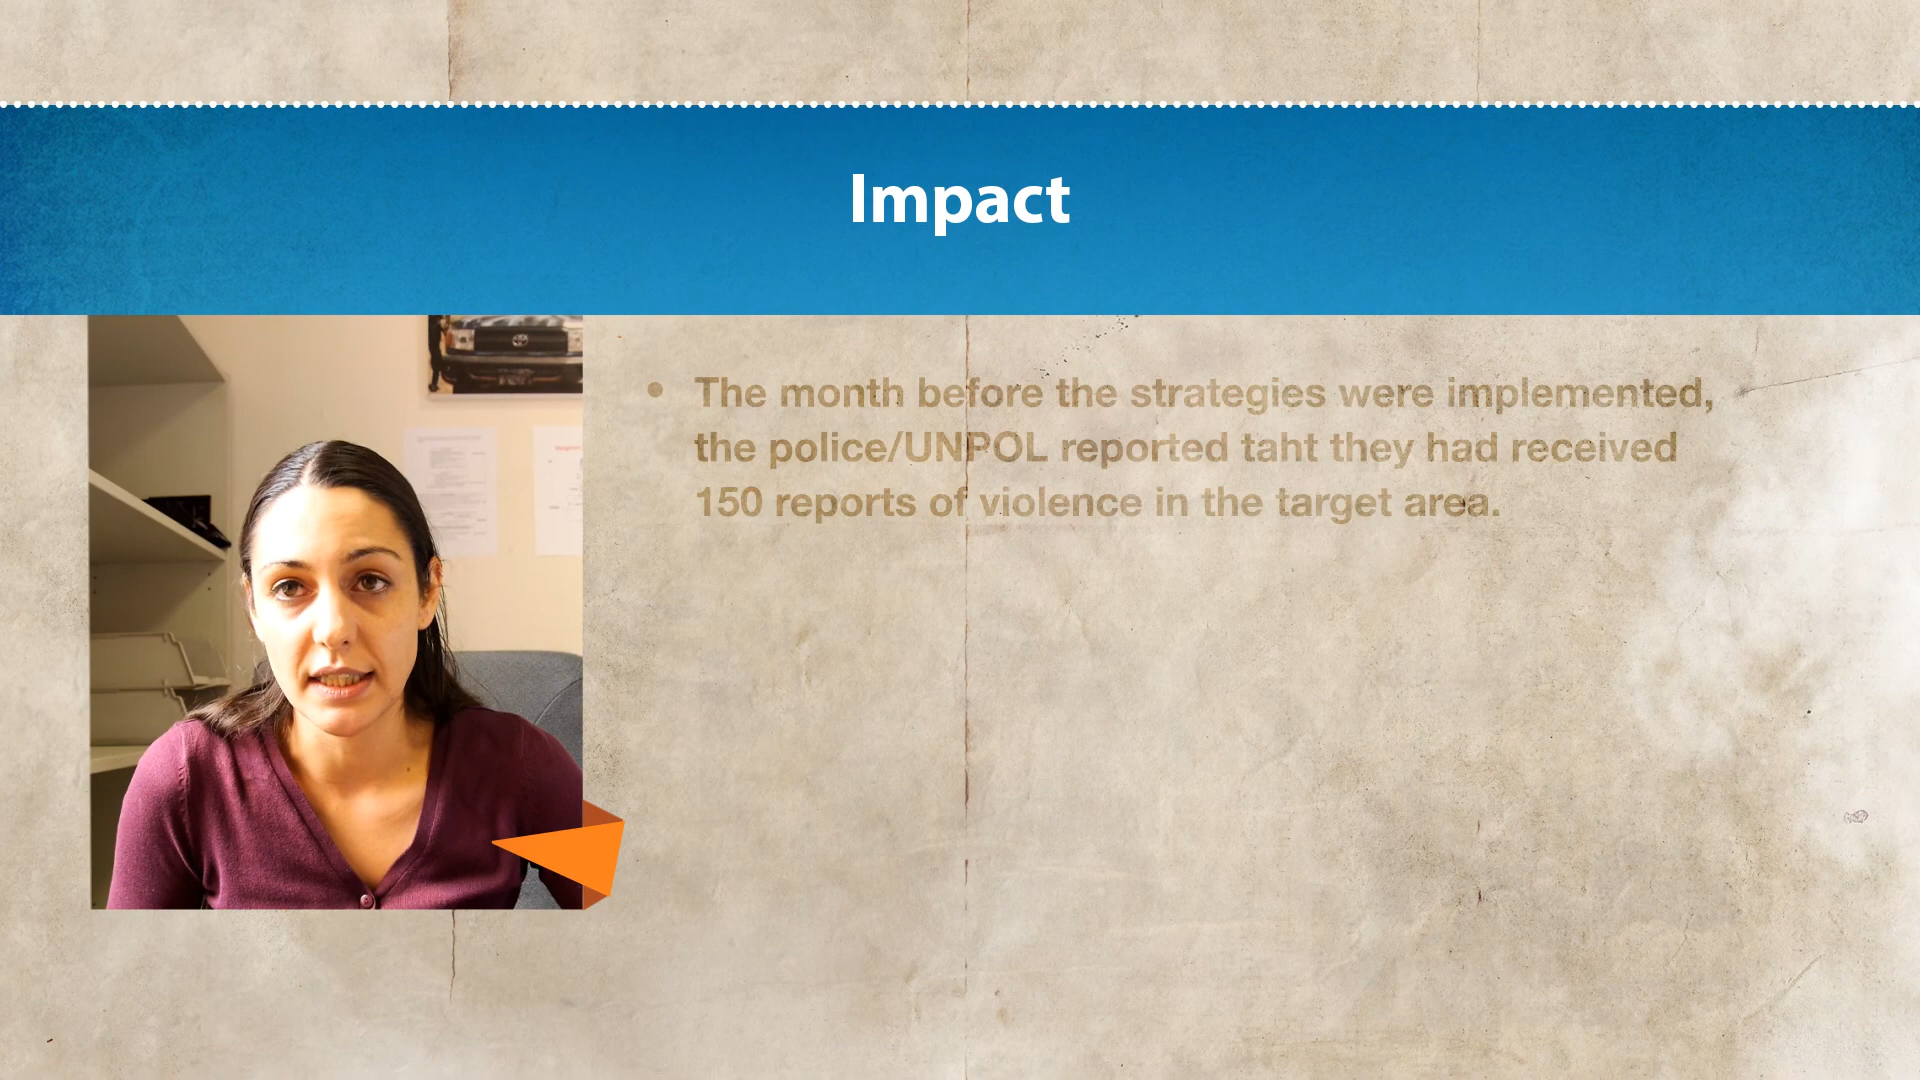 Impact
• The month before the strategies were implemented,
the police/UNPOL reported taht they had received
150 reports of violence in the target area.